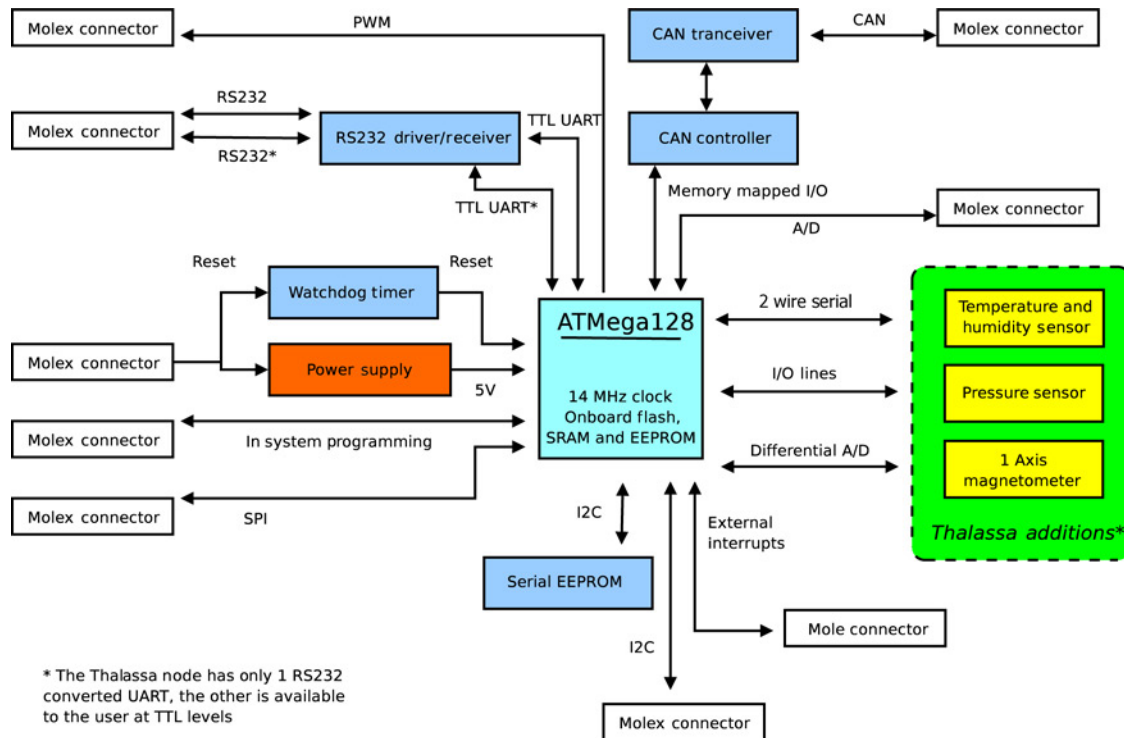 Molex connector
PWM
CAN tranceiver
CAN
Molex connector
RS232
Molex connector
RS232*
RS232 driver/receiver
TTL UART
TTL UART*
CAN controller
Memory mapped I/O
A/D
Molex connector
Reset
Watchdog timer
Reset
Molex connector
Power supply
5V
ATMega128
14 MHz clock
Onboard flash,
SRAM and EEPROM
2 wire serial
I/O lines
Differential A/D
Temperature and
humidity sensor
Pressure sensor
1 Axis
magnetometer
Thalassa additions*
Molex connector
In system programming
Molex connector
SPI
I2C
Serial EEPROM
External
interrupts
Mole connector
I2C
Molex connector
* The Thalassa node has only 1 RS232
converted UART, the other is available
to the user at TTL levels